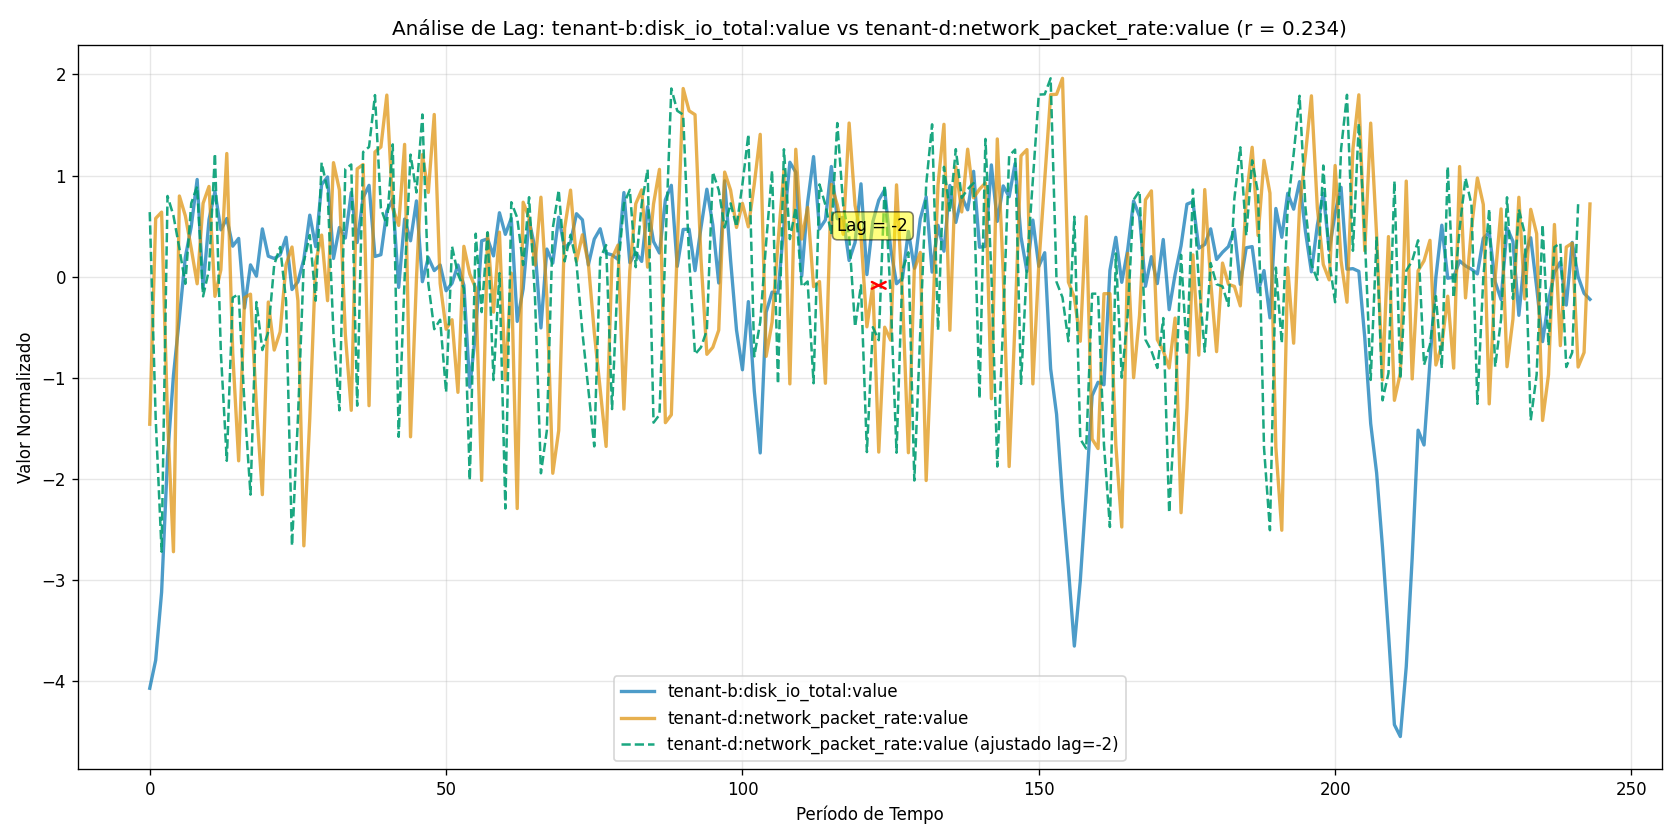 Análise de Lag: tenant-b:disk_io_total:value vs tenant-d:network_packet_rate:value (r = 0.234)
2
1
0
−1
−2
−3
−4
Valor Normalizado
Lag = -2
tenant-b:disk_io_total:value
tenant-d:network_packet_rate:value
tenant-d:network_packet_rate:value (ajustado lag=-2)
0
50
100
150
200
250
Período de Tempo